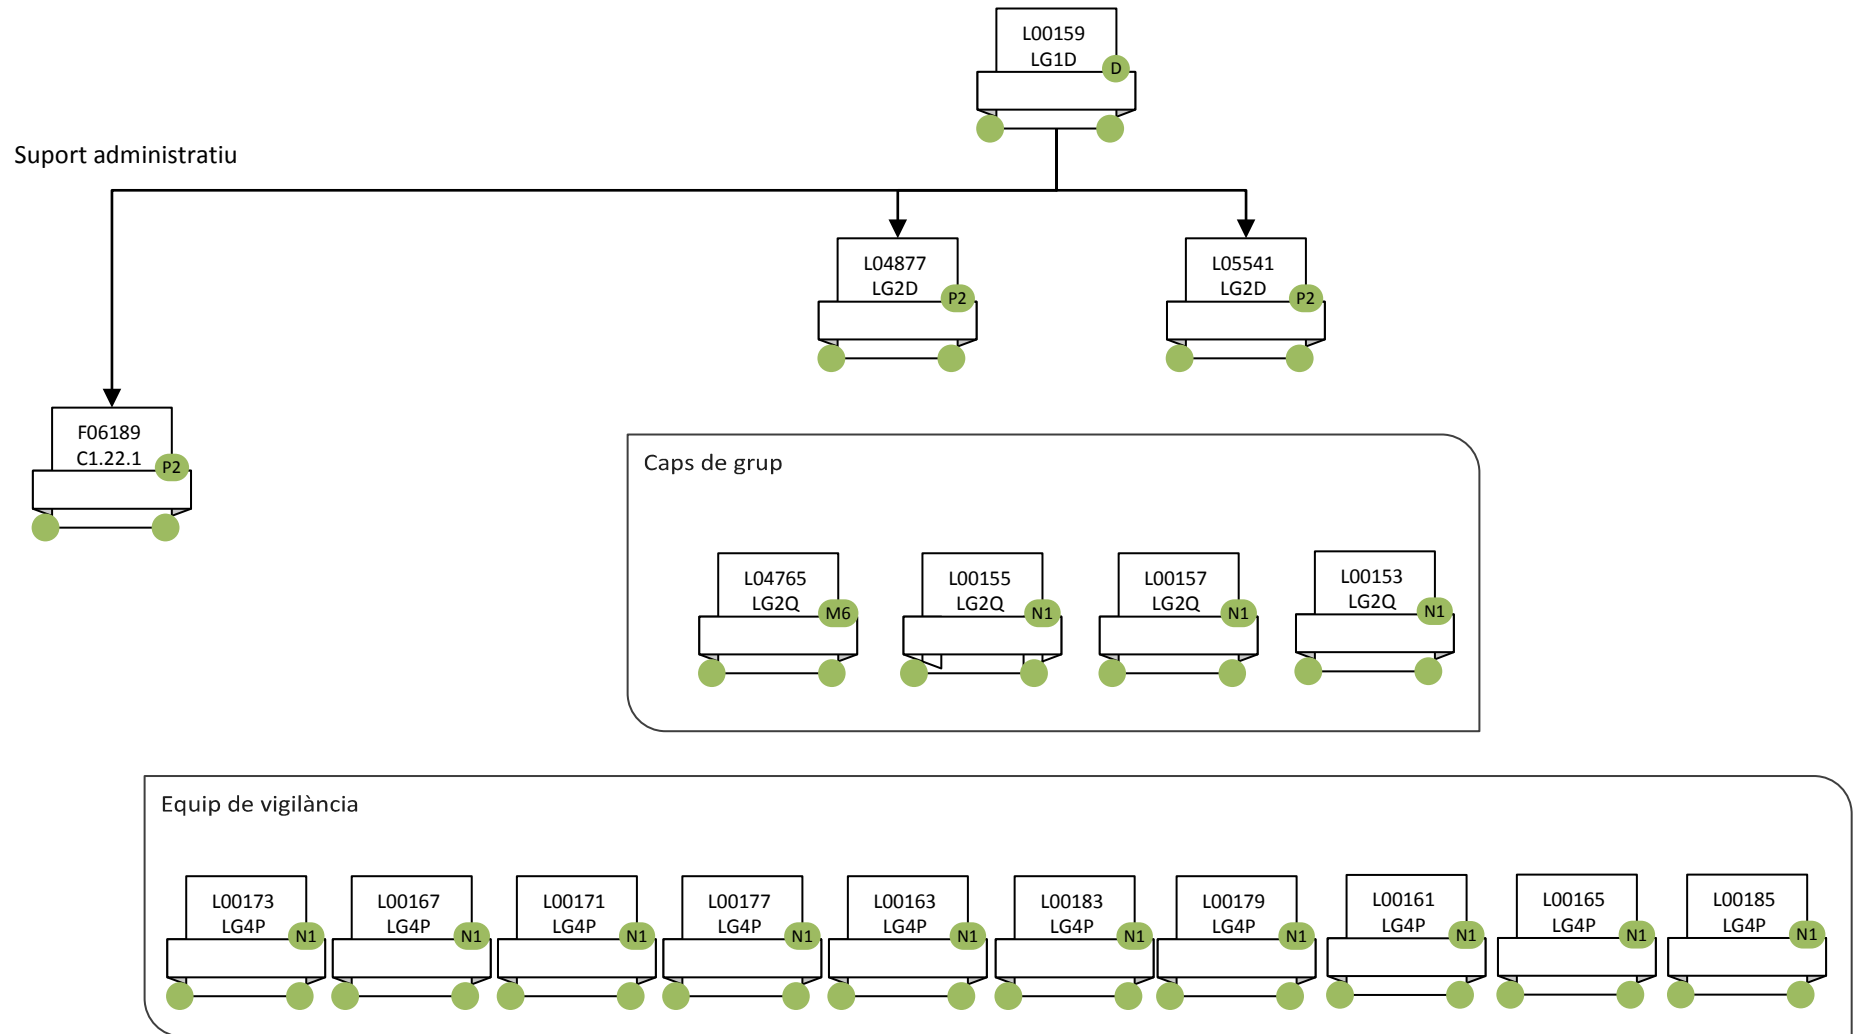 L00159
LG1D
D
Suport administratiu
L04877
LG2D
P2
L05541
LG2D
P2
F06189
C1.22.1
P2
Caps de grup
L04765
LG2Q
M6
L00155
LG2Q
N1
L00157
LG2Q
N1
L00153
LG2Q
N1
Equip de vigilància
L00173
LG4P
N1
L00167
LG4P
N1
L00171
LG4P
N1
L00177
LG4P
N1
L00163
LG4P
N1
L00183
LG4P
N1
L00179
LG4P
N1
L00161
LG4P
N1
L00165
LG4P
N1
L00185
LG4P
N1